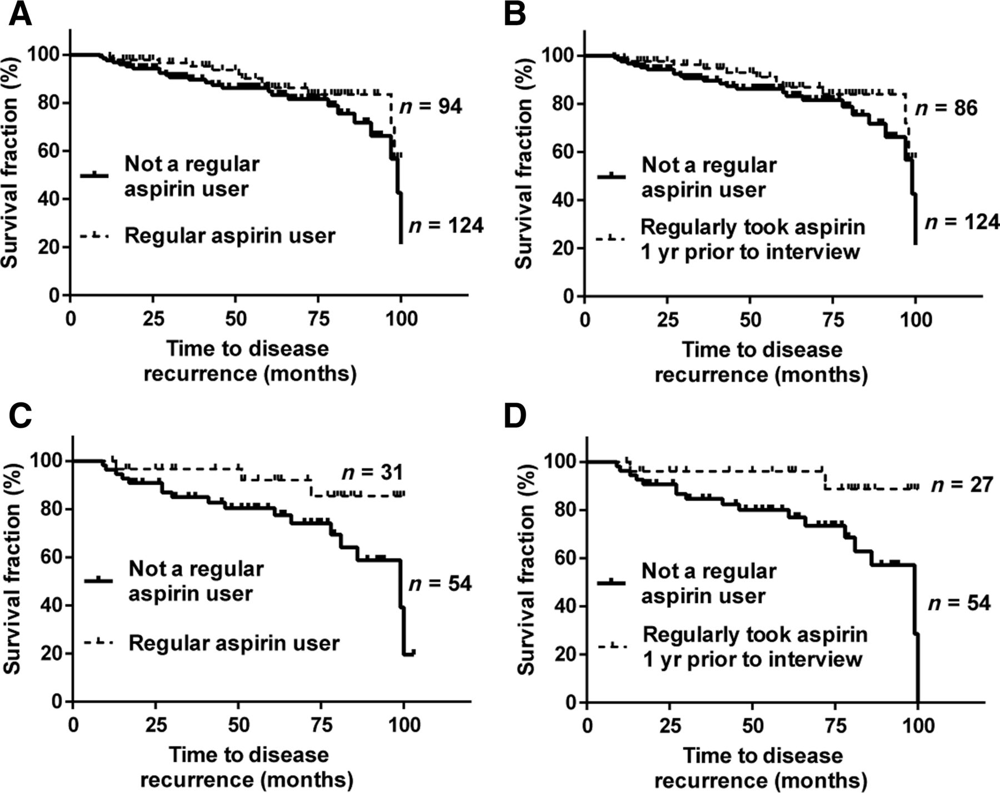 A
Survival fraction (%)
100
80
60
40
20
0
n = 94
Not a regular
aspirin user
n = 124
Regular aspirin user
0 25 50 75 100
Time to disease
recurrence (months)
B
Survival fraction (%)
100
80
60
40
20
0
n = 86
Not a regular
aspirin user
n = 124
Regularly took aspirin
1 yr prior to interview
0 25 50 75 100
Time to disease
recurrence (months)
C
Survival fraction (%)
100
80
60
40
20
0
n = 31
Not a regular
aspirin user
n = 54
Regular aspirin user
0 25 50 75 100
Time to disease
recurrence (months)
D
Survival fraction (%)
100
80
60
40
20
0
n = 27
Not a regular
aspirin user
n = 54
Regularly took aspirin
1 yr prior to interview
0 25 50 75 100
Time to disease
recurrence (months)